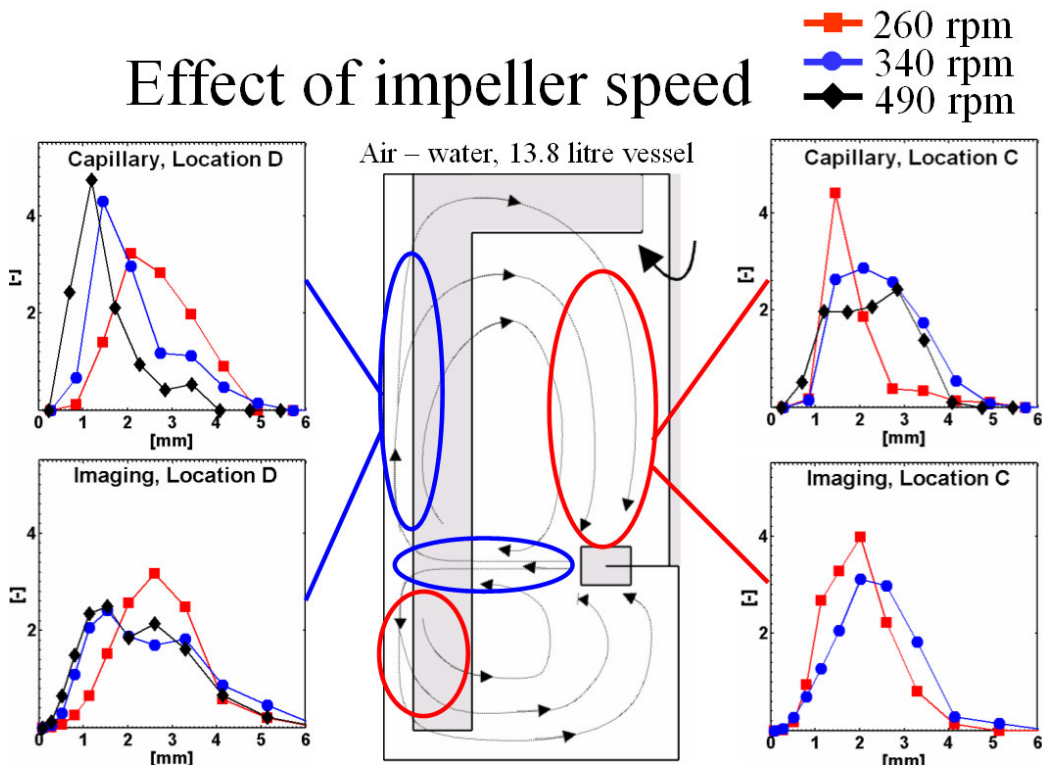 260 rpm
340 rpm
490 rpm
Effect of impeller speed
Air – water, 13.8 litre vessel
Capillary, Location D
[-]
4
2
0 1 2 3 4 5 6
[mm]
Imaging, Location D
[-]
4
2
0 1 2 3 4 5 6
[mm]
Capillary, Location C
[-]
4
2
0 1 2 3 4 5 6
[mm]
Imaging, Location C
[-]
4
2
0 1 2 3 4 5 6
[mm]